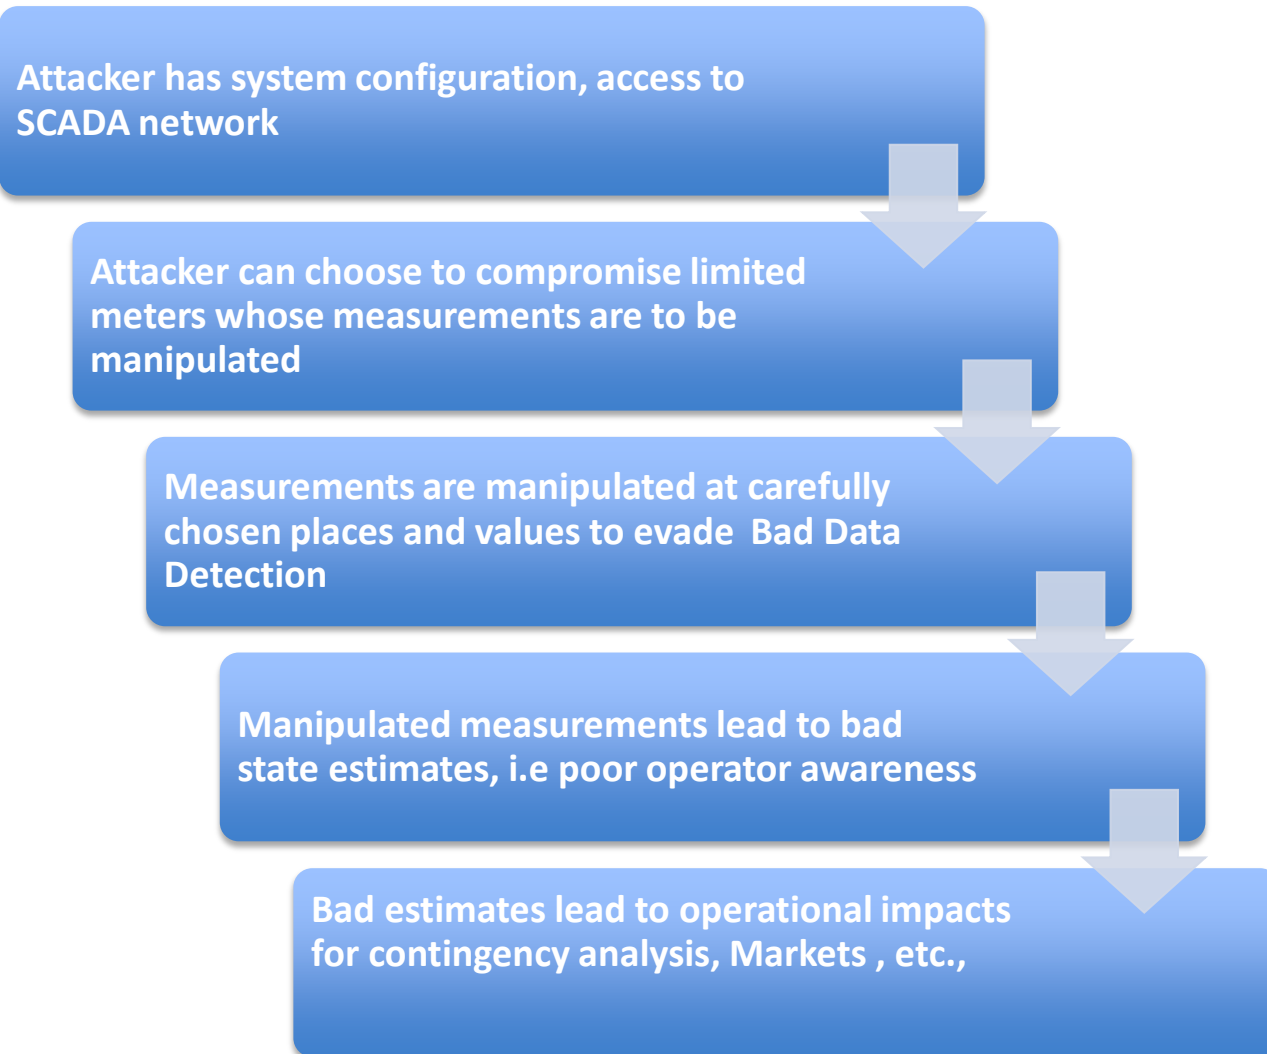 Attacker has system configuration, access to
SCADA network
Attacker can choose to compromise limited
meters whose measurements are to be
manipulated
Measurements are manipulated at carefully
chosen places and values to evade  Bad Data
Detection
Manipulated measurements lead to bad
state estimates, i.e poor operator awareness
Bad estimates lead to operational impacts
for contingency analysis, Markets , etc.,